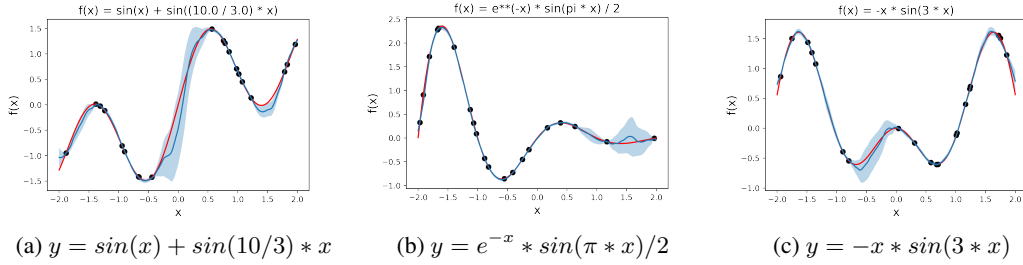 f(x) = sin(x) + sin((10.0 / 3.0) * x)
1.5
1.0
0.5
0.0
−0.5
−1.0
−1.5
f(x)
−2.0 −1.5 −1.0 −0.5 0.0 0.5 1.0 1.5 2.0
x
(a) y = sin(x) + sin(10/3) ∗ x
f(x) = e**(-x) * sin(pi * x) / 2
2.0
1.5
1.0
0.5
0.0
−0.5
−1.0
f(x)
−2.0 −1.5 −1.0 −0.5 0.0 0.5 1.0 1.5 2.0
x
(b) y = e^{−x} ∗ sin(π ∗ x)/2
f(x) = -x * sin(3 * x)
1.5
1.0
0.5
0.0
−0.5
−1.0
f(x)
−2.0 −1.5 −1.0 −0.5 0.0 0.5 1.0 1.5 2.0
x
(c) y = −x ∗ sin(3 ∗ x)